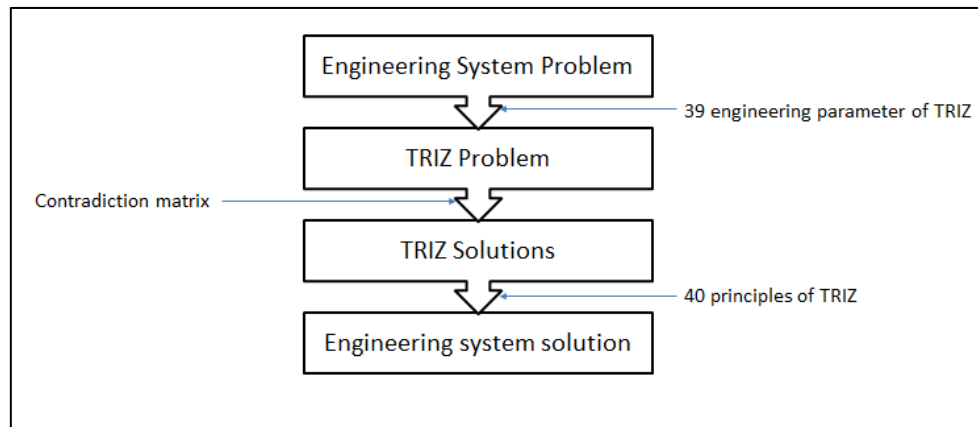 Engineering System Problem
39 engineering parameter of TRIZ
TRIZ Problem
Contradiction matrix
TRIZ Solutions
40 principles of TRIZ
Engineering system solution